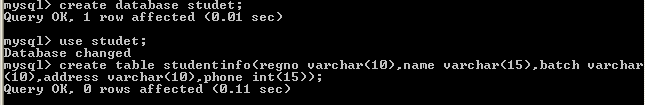 mysql> create database studet;
Query OK, 1 row affected (0.01 sec)
mysql> use studet;
Database changed
mysql> create table studentinfo(regno varchar(10),name varchar(15),batch varchar
(10),address varchar(10),phone int(15));
Query OK, 0 rows affected (0.11 sec)